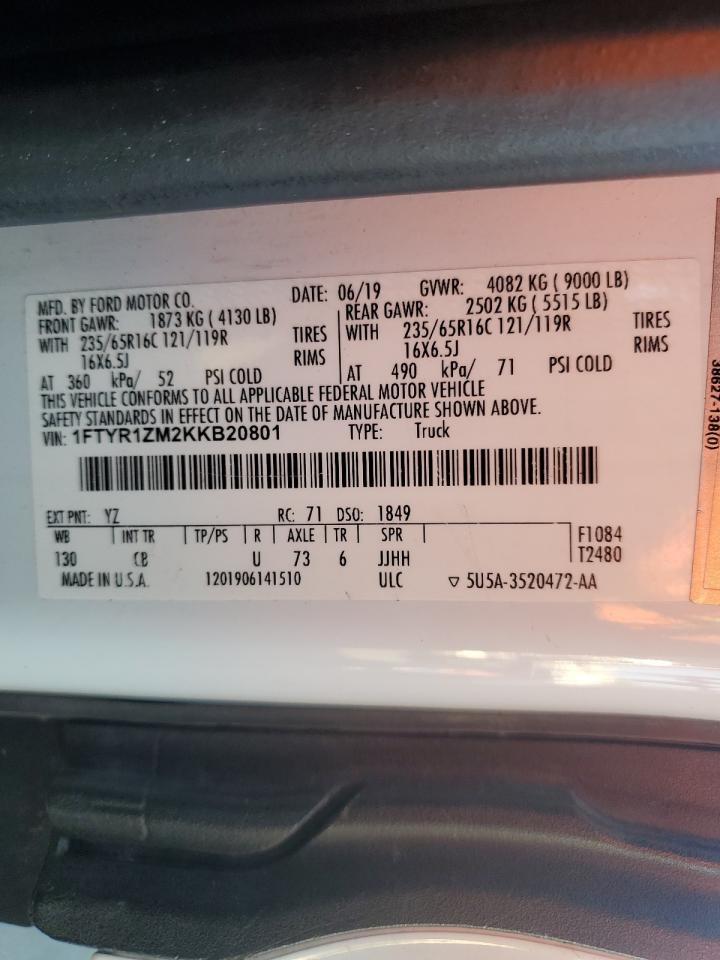 MFD. BY FORD MOTOR CO. DATE: 06/19 GVWR: 4082 KG ( 9000 LB)
FRONT GAWR: 1873 KG ( 4130 LB) REAR GAWR: 2502 KG ( 5515 LB)
WITH 235/65R16C 121/119R TIRES WITH 235/65R16C 121/119R TIRES
16X6.5J RIMS 16X6.5J RIMS
AT 360 kPa/ 52 PSI COLD AT 490 kPa/ 71 PSI COLD
THIS VEHICLE CONFORMS TO ALL APPLICABLE FEDERAL MOTOR VEHICLE
SAFETY STANDARDS IN EFFECT ON THE DATE OF MANUFACTURE SHOWN ABOVE.
VIN: 1FTYR1ZM2KKB20801 TYPE: Truck
EXT PNT: YZ RC: 71 DSO: 1849
WB INT TR TP/PS R AXLE TR SPR F1084
130 CB U 73 6 JJHH T2480
MADE IN U.S.A. 1201906141510 ULC ▽ 5U5A-3520472-AA
38627-138(0)